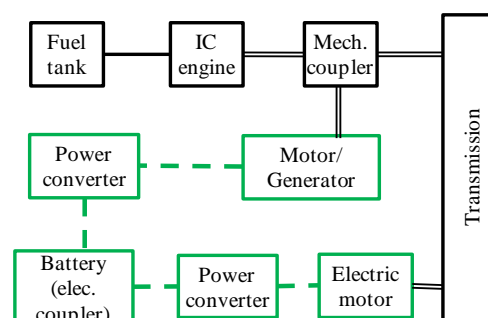 Fuel
tank
IC
engine
Mech.
coupler
Transmission
Power
converter
Motor/
Generator
Battery
(elec.
coupler)
Power
converter
Electric
motor